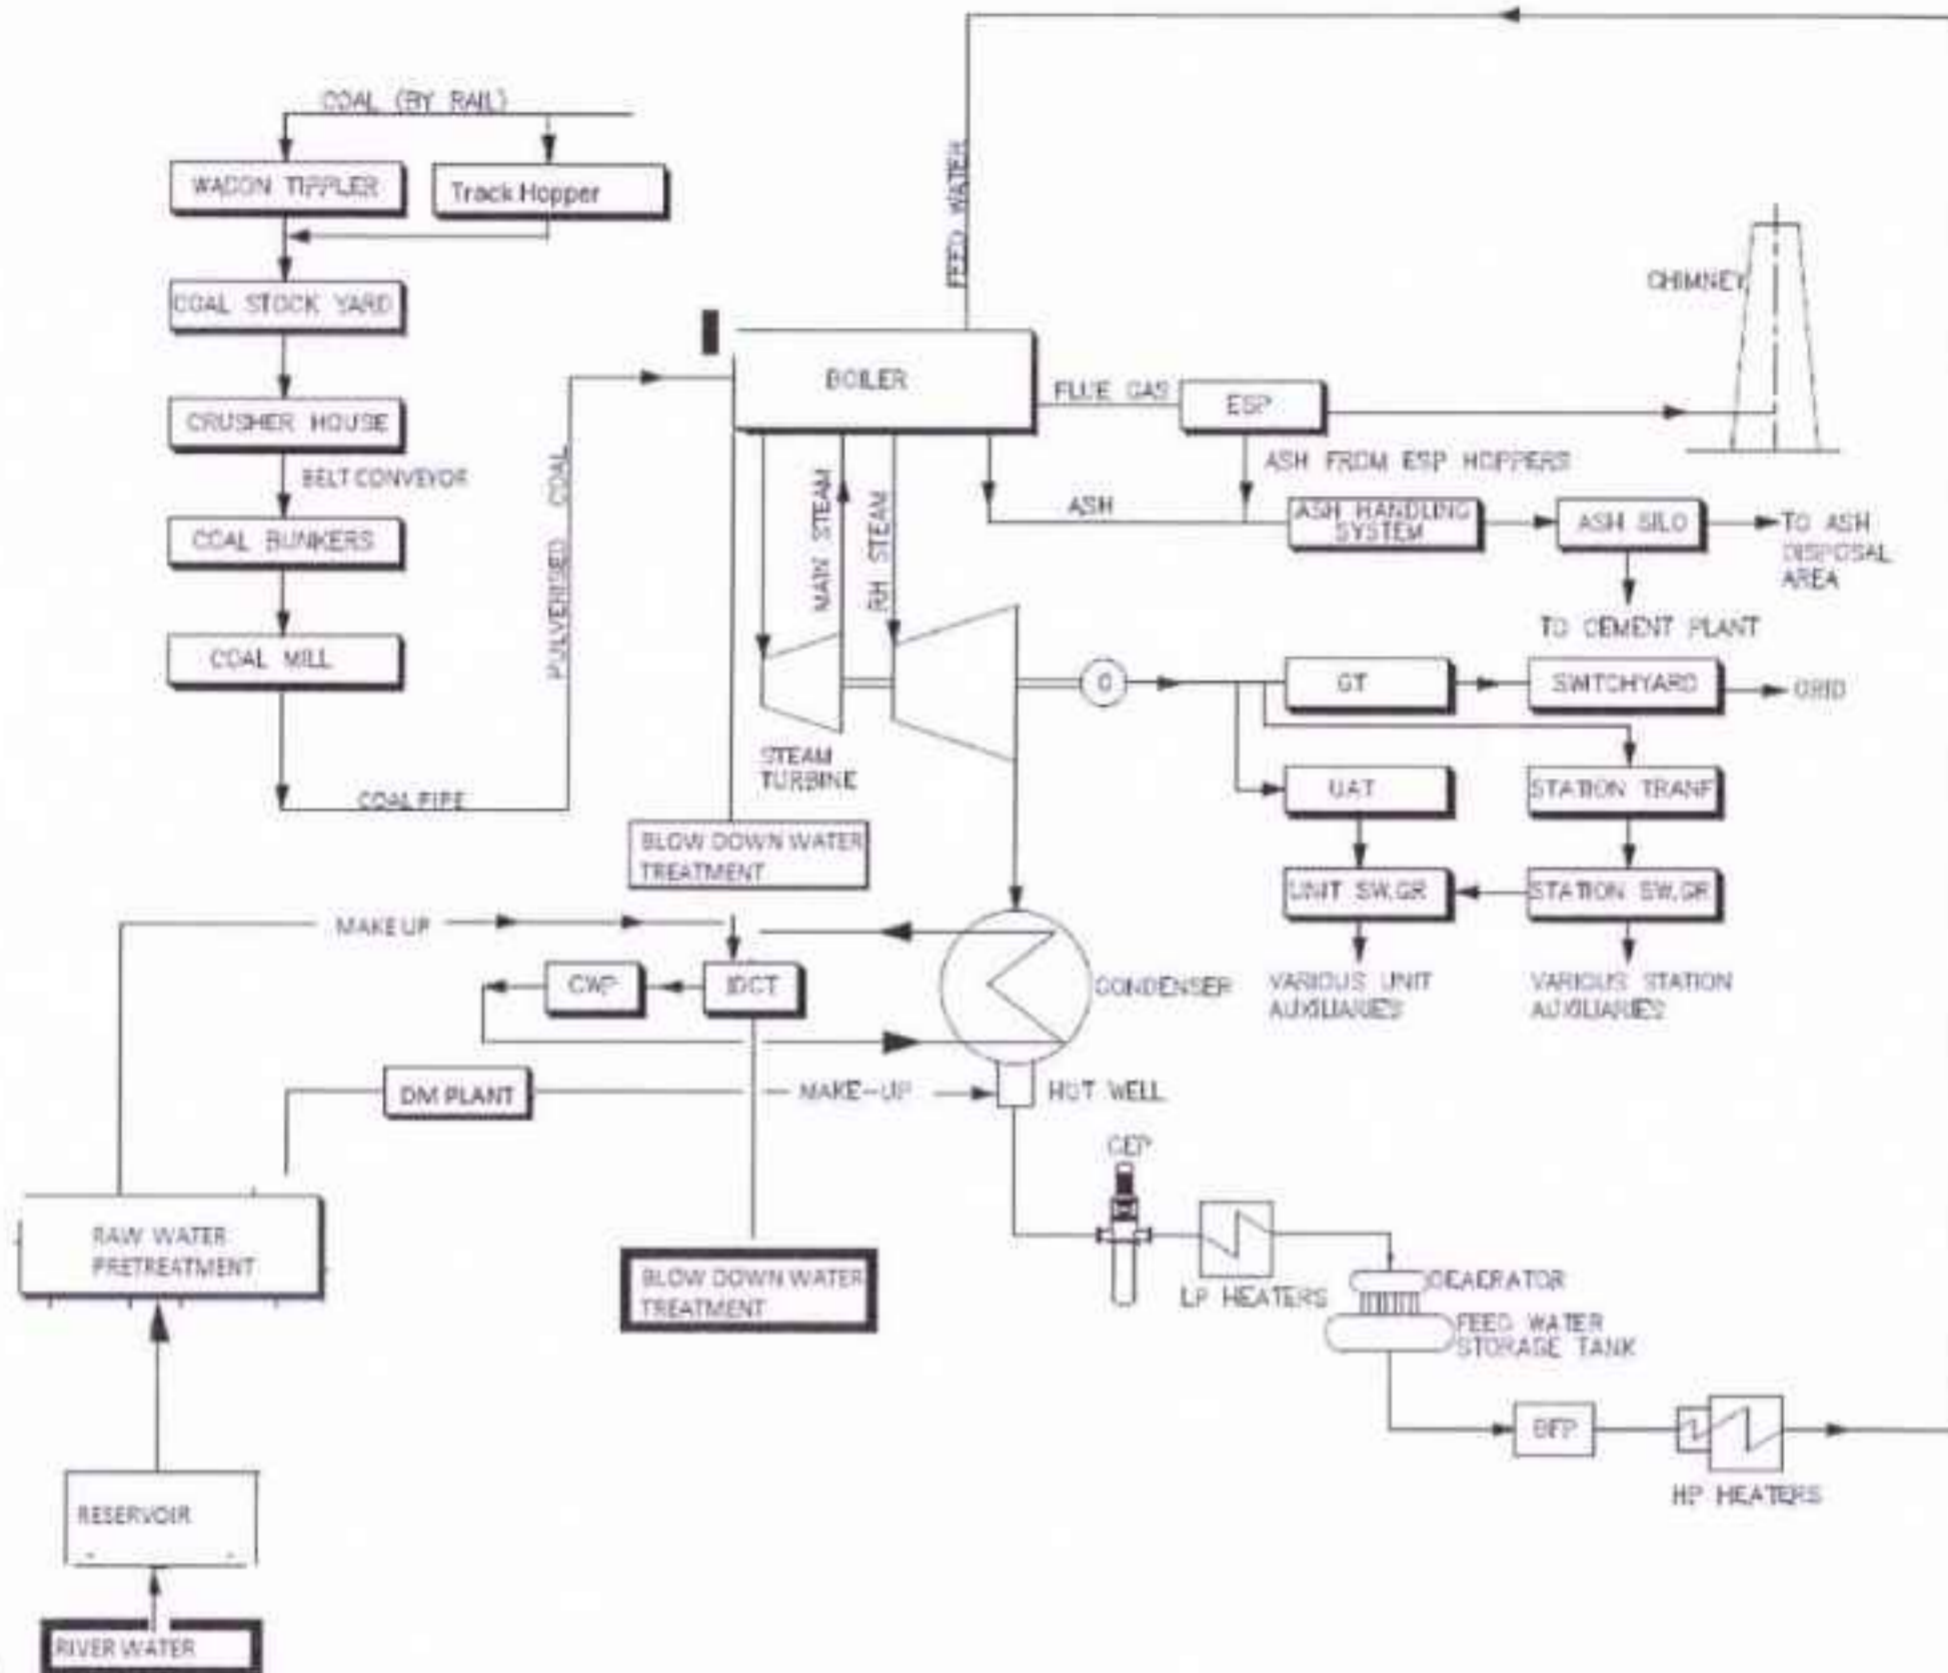 COAL (BY RAIL)
WAGON TIPPLER
Track Hopper
COAL STOCK YARD
CRUSHER HOUSE
BELT CONVEYOR
COAL BUNKERS
COAL MILL
COAL PIPE
PULVERISED COAL
FEED WATER
BOILER
FLUE GAS
ESP
CHIMNEY
ASH FROM ESP HOPPERS
ASH
ASH HANDLING
SYSTEM
ASH SILO
TO ASH
DISPOSAL
AREA
TO CEMENT PLANT
MAIN STEAM
RH STEAM
STEAM
TURBINE
G
GT
SWITCHYARD
GRID
UAT
STATION TRANF
UNIT SW.GR
STATION SW.GR
VARIOUS UNIT
AUXILIARIES
VARIOUS STATION
AUXILIARIES
BLOW DOWN WATER
TREATMENT
MAKE UP
CWP
IDCT
CONDENSER
DM PLANT
MAKE-UP
HOT WELL
CEP
LP HEATERS
DEAERATOR
FEED WATER
STORAGE TANK
BFP
HP HEATERS
RAW WATER
PRETREATMENT
BLOW DOWN WATER
TREATMENT
RESERVOIR
RIVER WATER